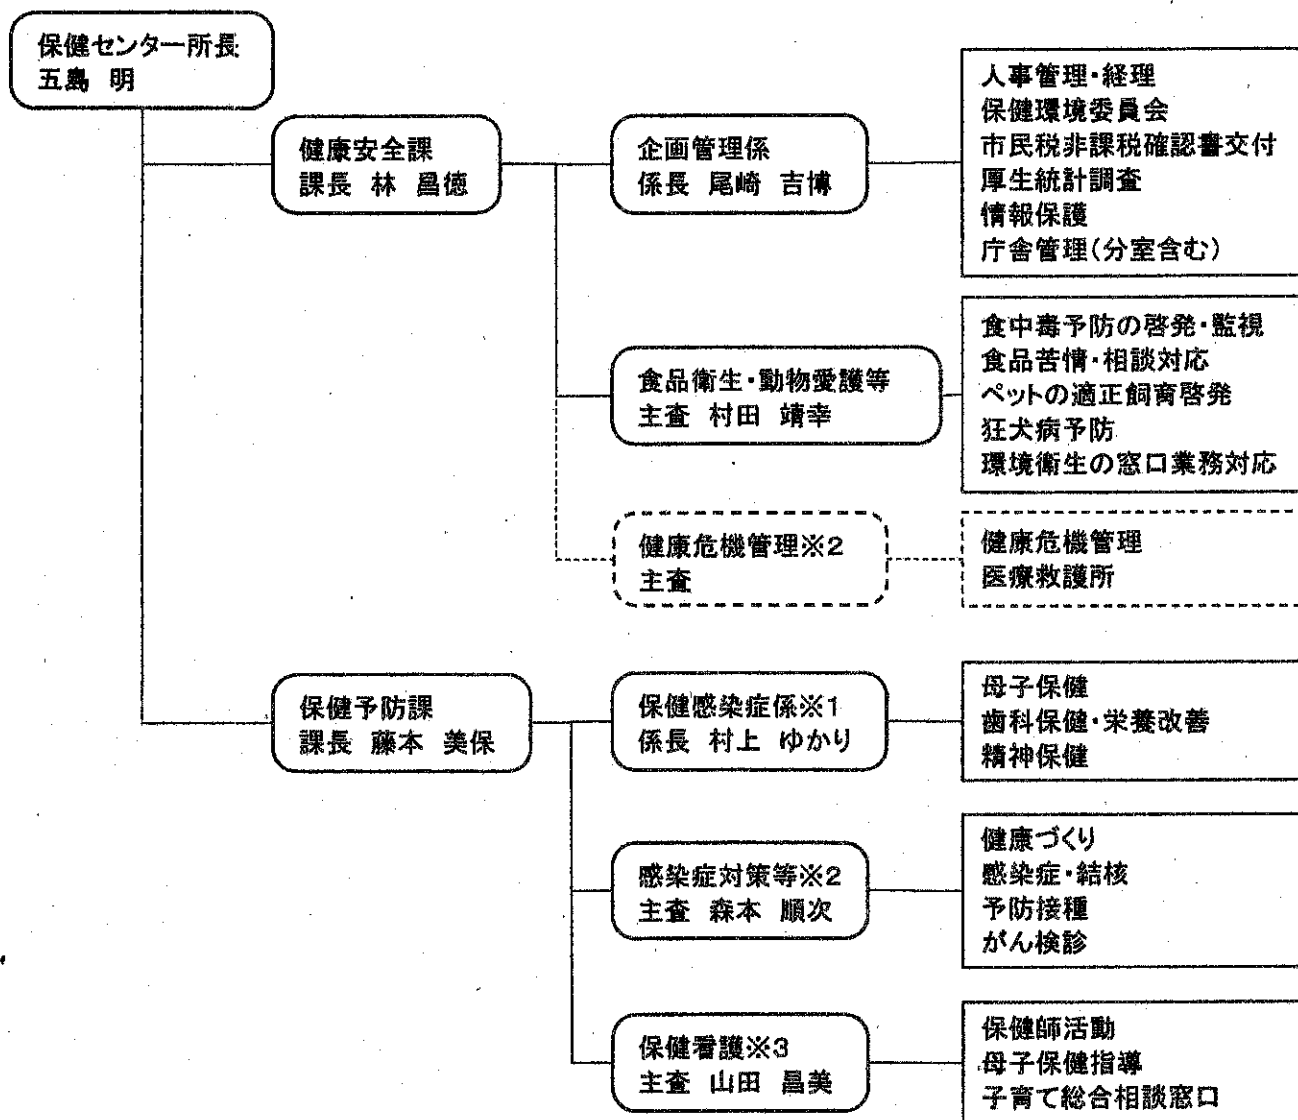 保健センター所長
五島 明
健康安全課
課長 林 昌徳
企画管理係
係長 尾崎 吉博
人事管理・経理
保健環境委員会
市民税非課税確認書交付
厚生統計調査
情報保護
庁舎管理(分室含む)
食品衛生・動物愛護等
主査 村田 靖幸
食中毒予防の啓発・監視
食品苦情・相談対応
ペットの適正飼育啓発
狂犬病予防
環境衛生の窓口業務対応
健康危機管理※2
主査
健康危機管理
医療救護所
保健予防課
課長 藤本 美保
保健感染症係※1
係長 村上 ゆかり
母子保健
歯科保健・栄養改善
精神保健
感染症対策等※2
主査 森本 順次
健康づくり
感染症・結核
予防接種
がん検診
保健看護※3
主査 山田 昌美
保健師活動
母子保健指導
子育て総合相談窓口